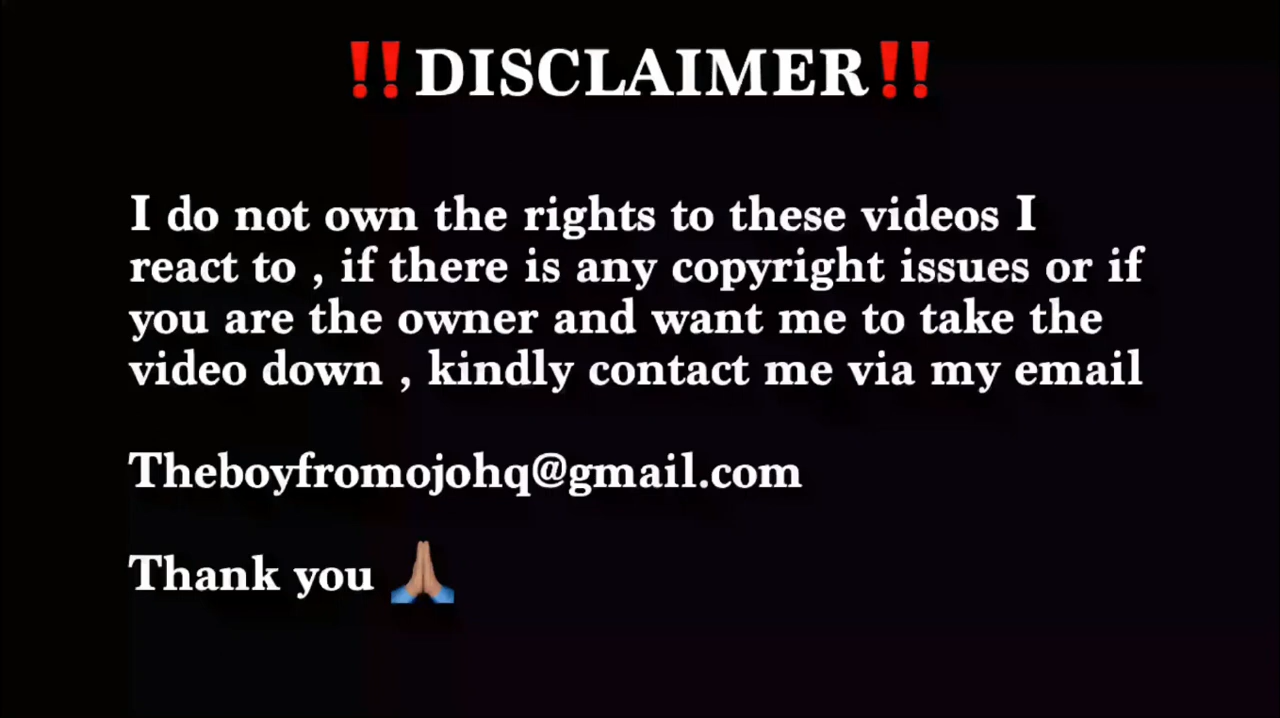 ‼️DISCLAIMER‼️
I do not own the rights to these videos I
react to , if there is any copyright issues or if
you are the owner and want me to take the
video down , kindly contact me via my email
Theboyfromojohq@gmail.com
Thank you 🙏🏽